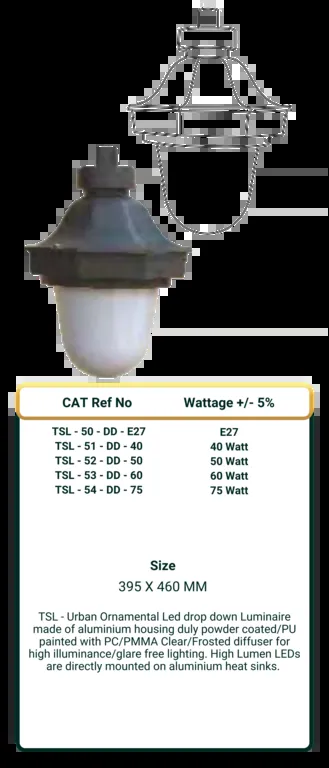 CAT Ref No Wattage +/- 5%
TSL - 50 - DD - E27 E27
TSL - 51 - DD - 40 40 Watt
TSL - 52 - DD - 50 50 Watt
TSL - 53 - DD - 60 60 Watt
TSL - 54 - DD - 75 75 Watt
Size
395 X 460 MM
TSL - Urban Ornamental Led drop down Luminaire
made of aluminium housing duly powder coated/PU
painted with PC/PMMA Clear/Frosted diffuser for
high illuminance/glare free lighting. High Lumen LEDs
are directly mounted on aluminium heat sinks.